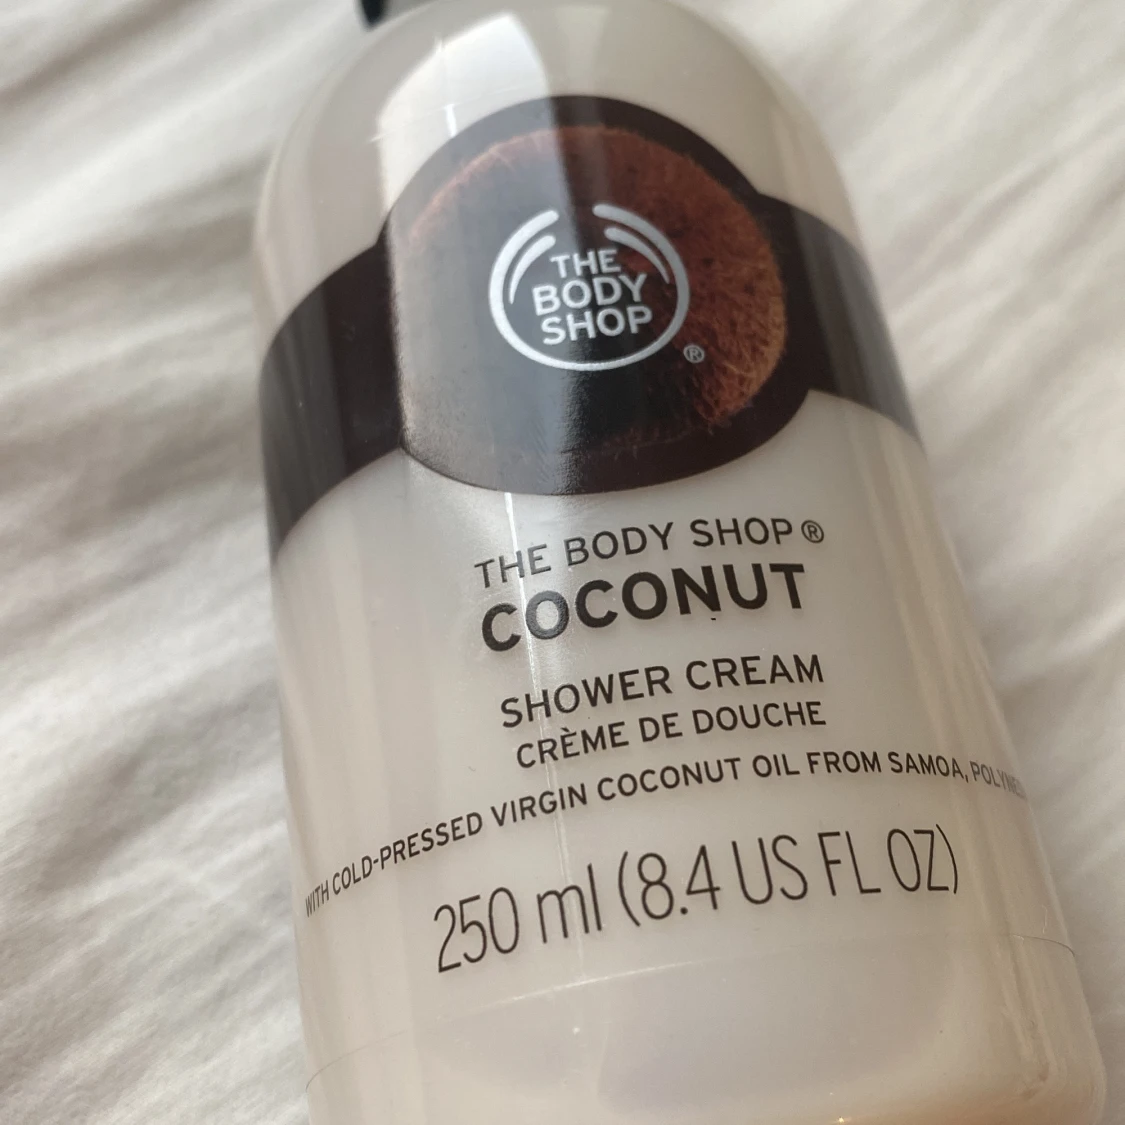 THE
BODY
SHOP
®
THE BODY SHOP®
COCONUT
SHOWER CREAM
CRÈME DE DOUCHE
WITH COLD-PRESSED VIRGIN COCONUT OIL FROM SAMOA,
250 ml (8.4 US FL OZ)